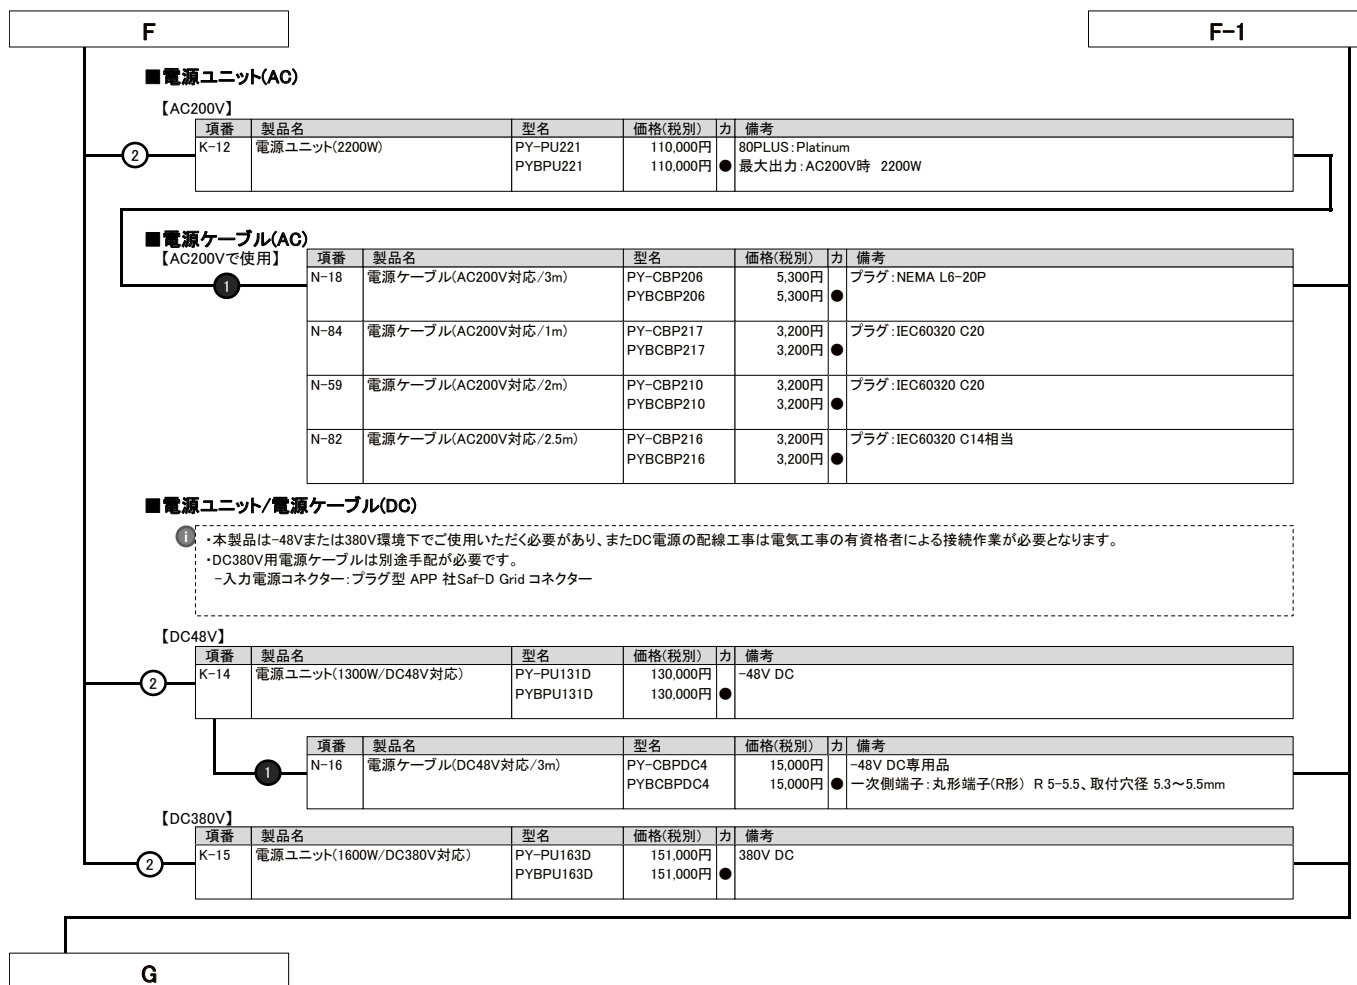 F
F-1
■電源ユニット(AC)
【AC200V】
項番 製品名 型名 価格(税別) カ 備考
K-12 電源ユニット(2200W) PY-PU221 110,000円 80PLUS:Platinum
PYBPU221 110,000円 ● 最大出力:AC200V時 2200W
2
■電源ケーブル(AC)
【AC200Vで使用】
項番 製品名 型名 価格(税別) カ 備考
1
N-18 電源ケーブル(AC200V対応/3m) PY-CBP206 5,300円 プラグ:NEMA L6-20P
PYBCBP206 5,300円 ●
N-84 電源ケーブル(AC200V対応/1m) PY-CBP217 3,200円 プラグ:IEC60320 C20
PYBCBP217 3,200円 ●
N-59 電源ケーブル(AC200V対応/2m) PY-CBP210 3,200円 プラグ:IEC60320 C20
PYBCBP210 3,200円 ●
N-82 電源ケーブル(AC200V対応/2.5m) PY-CBP216 3,200円 プラグ:IEC60320 C14相当
PYBCBP216 3,200円 ●
■電源ユニット/電源ケーブル(DC)
i ・本製品は-48Vまたは380V環境下でご使用いただく必要があり、またDC電源の配線工事は電気工事の有資格者による接続作業が必要となります。
・DC380V用電源ケーブルは別途手配が必要です。
-入力電源コネクター:プラグ型 APP 社Saf-D Grid コネクター
【DC48V】
項番 製品名 型名 価格(税別) カ 備考
2
K-14 電源ユニット(1300W/DC48V対応) PY-PU131D 130,000円 -48V DC
PYBPU131D 130,000円 ●
項番 製品名 型名 価格(税別) カ 備考
1
N-16 電源ケーブル(DC48V対応/3m) PY-CBPDC4 15,000円 -48V DC専用品
PYBCBPDC4 15,000円 ● 一次側端子:丸形端子(R形) R 5-5.5、取付穴径 5.3～5.5mm
【DC380V】
項番 製品名 型名 価格(税別) カ 備考
2
K-15 電源ユニット(1600W/DC380V対応) PY-PU163D 151,000円 380V DC
PYBPU163D 151,000円 ●
G